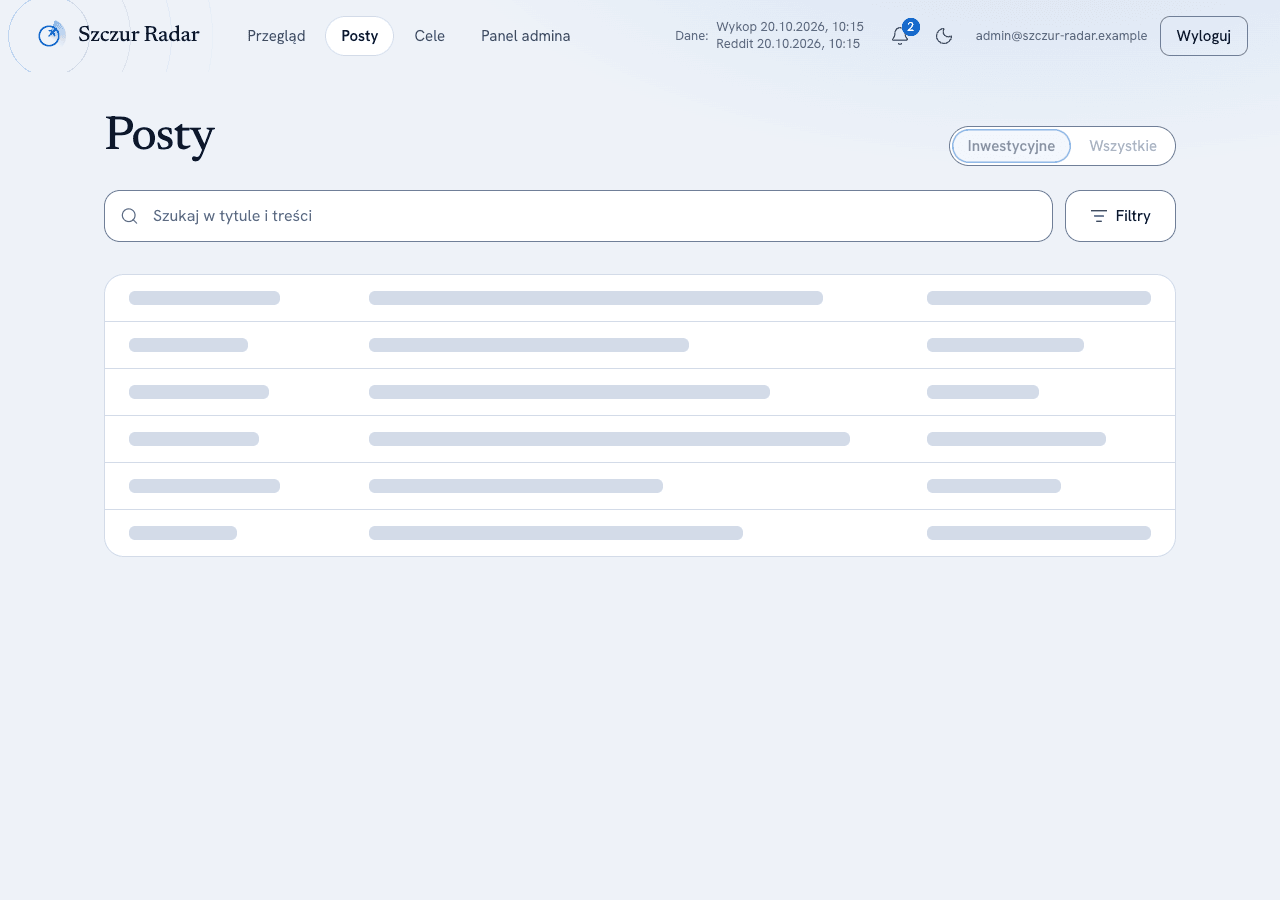 Szczur Radar
Przegląd
Posty
Cele
Panel admina
Dane:
Wykop 20.10.2026, 10:15
Reddit 20.10.2026, 10:15
2
admin@szczur-radar.example
Wyloguj
Posty
Inwestycyjne
Wszystkie
Szukaj w tytule i treści
Filtry